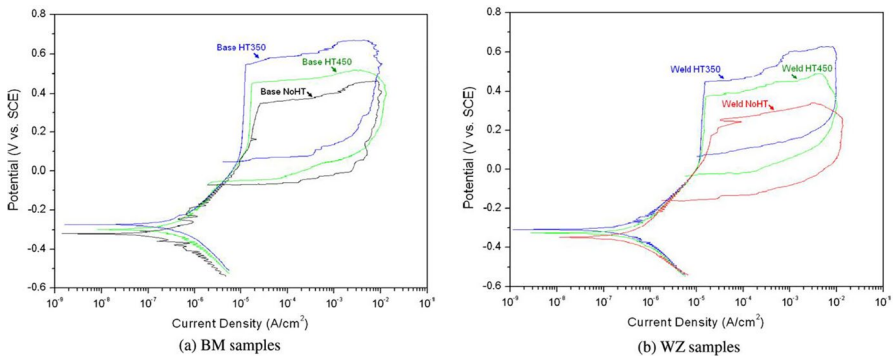 0.8
0.6
0.4
0.2
0.0
-0.2
-0.4
-0.6
Potential (V vs. SCE)
Base HT350
Base HT450
Base NoHT
10⁻⁹ 10⁻⁸ 10⁻⁷ 10⁻⁶ 10⁻⁵ 10⁻⁴ 10⁻³ 10⁻² 10⁻¹
Current Density (A/cm²)
(a) BM samples
0.8
0.6
0.4
0.2
0.0
-0.2
-0.4
-0.6
Potential (V vs. SCE)
Weld HT350
Weld HT450
Weld NoHT
10⁻⁹ 10⁻⁸ 10⁻⁷ 10⁻⁶ 10⁻⁵ 10⁻⁴ 10⁻³ 10⁻² 10⁻¹
Current Density (A/cm²)
(b) WZ samples